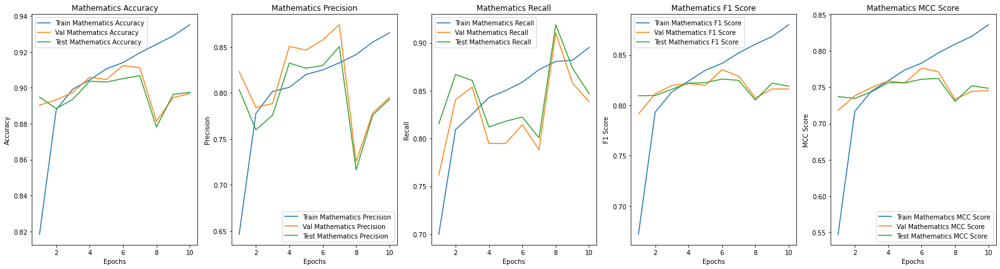 Mathematics Accuracy
0.94
0.92
0.90
0.88
0.86
0.84
0.82
Accuracy
2
4
6
8
10
Epochs
Train Mathematics Accuracy
Val Mathematics Accuracy
Test Mathematics Accuracy
Mathematics Precision
0.85
0.80
0.75
0.70
0.65
Precision
2
4
6
8
10
Epochs
Train Mathematics Precision
Val Mathematics Precision
Test Mathematics Precision
Mathematics Recall
0.90
0.85
0.80
0.75
0.70
Recall
2
4
6
8
10
Epochs
Train Mathematics Recall
Val Mathematics Recall
Test Mathematics Recall
Mathematics F1 Score
0.85
0.80
0.75
0.70
F1 Score
2
4
6
8
10
Epochs
Train Mathematics F1 Score
Val Mathematics F1 Score
Test Mathematics F1 Score
Mathematics MCC Score
0.85
0.80
0.75
0.70
0.65
0.60
0.55
MCC Score
2
4
6
8
10
Epochs
Train Mathematics MCC Score
Val Mathematics MCC Score
Test Mathematics MCC Score